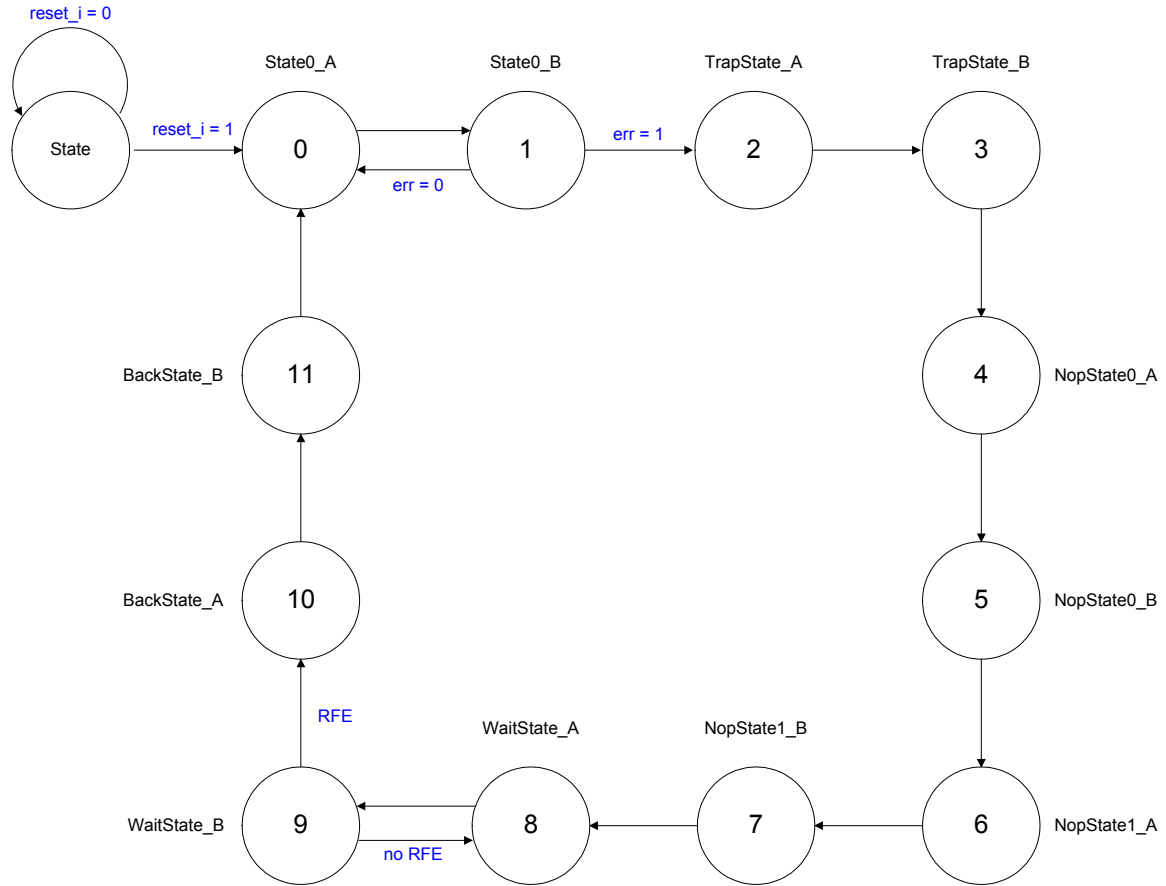 reset_i = 0
State0_A
State0_B
TrapState_A
TrapState_B
State
reset_i = 1
0
1
err = 1
2
3
err = 0
BackState_B
11
4
NopState0_A
BackState_A
10
5
NopState0_B
RFE
WaitState_A
NopState1_B
WaitState_B
9
8
7
6
NopState1_A
no RFE